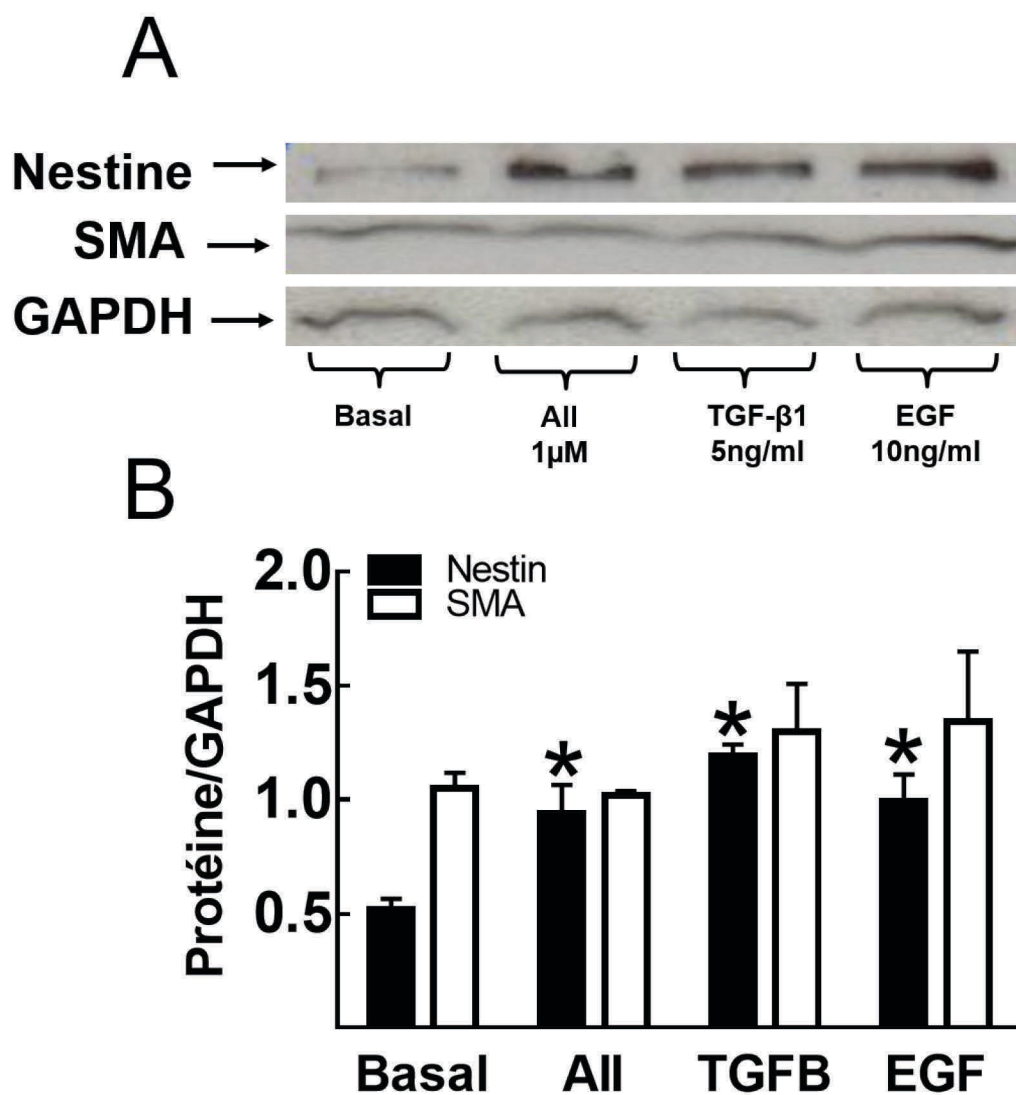 A
Nestine
SMA
GAPDH
Basal
AII
1µM
TGF-β1
5ng/ml
EGF
10ng/ml
B
Protéine/GAPDH
2.0
1.5
1.0
0.5
Nestin
SMA
*
*
*
Basal
AII
TGFB
EGF